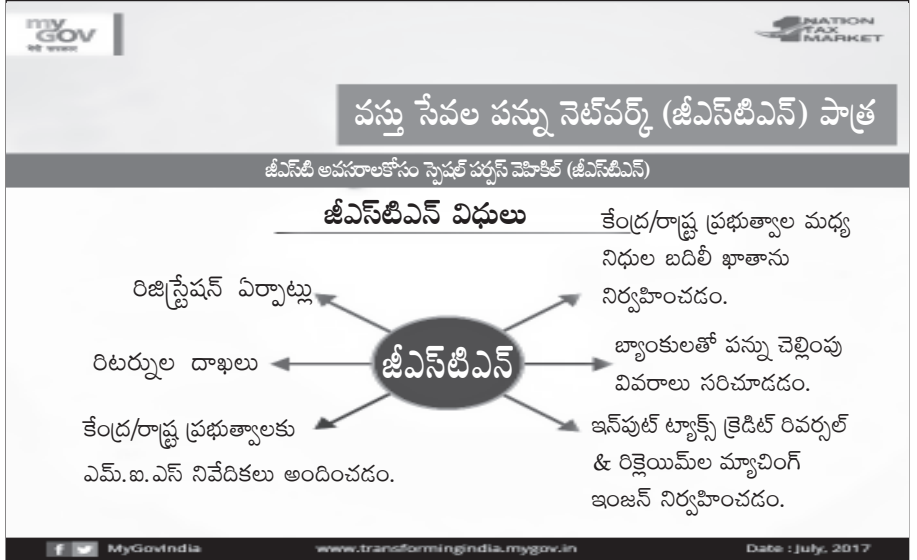 my
GOV
मेरी सरकार
1 NATION
TAX
MARKET
వస్తు సేవల పన్ను నెట్‌వర్క్ (జీఎస్‌టిఎన్) పాత్ర
జీఎస్‌టి అవసరాలకోసం స్పెషల్ పర్పస్ వెహికిల్ (జీఎస్‌టిఎన్)
జీఎస్‌టిఎన్ విధులు
రిజిస్ట్రేషన్ ఏర్పాట్లు
రిటర్నుల దాఖలు
కేంద్ర/రాష్ట్ర ప్రభుత్వాలకు
ఎమ్.ఐ.ఎస్ నివేదికలు అందించడం.
జీఎస్‌టిఎన్
కేంద్ర/రాష్ట్ర ప్రభుత్వాల మధ్య
నిధుల బదిలీ ఖాతాను
నిర్వహించడం.
బ్యాంకులతో పన్ను చెల్లింపు
వివరాలు సరిచూడడం.
ఇన్‌పుట్ ట్యాక్స్ క్రెడిట్ రివర్సల్
& రిక్లెయిమ్‌ల మ్యాచింగ్
ఇంజన్ నిర్వహించడం.
MyGovIndia www.transformingindia.mygov.in Date : July, 2017